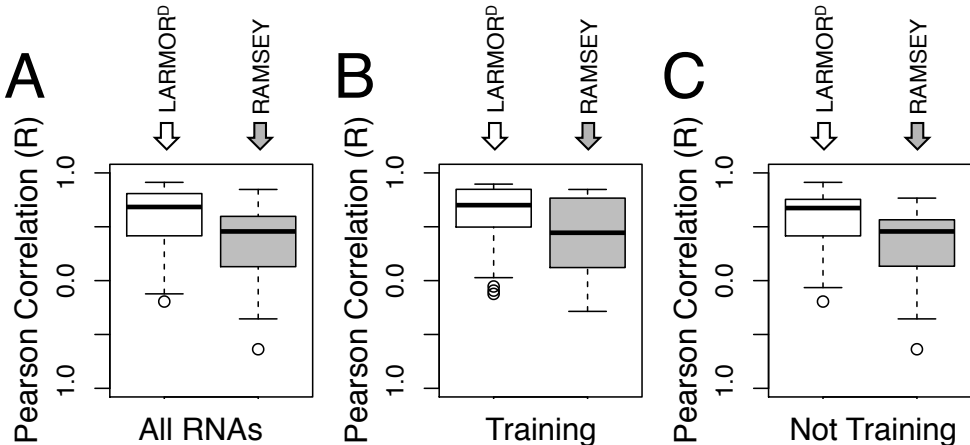 A
LARMORᴰ
RAMSEY
Pearson Correlation (R)
1.0
0.0
1.0
All RNAs
B
LARMORᴰ
RAMSEY
Pearson Correlation (R)
1.0
0.0
1.0
Training
C
LARMORᴰ
RAMSEY
Pearson Correlation (R)
1.0
0.0
1.0
Not Training